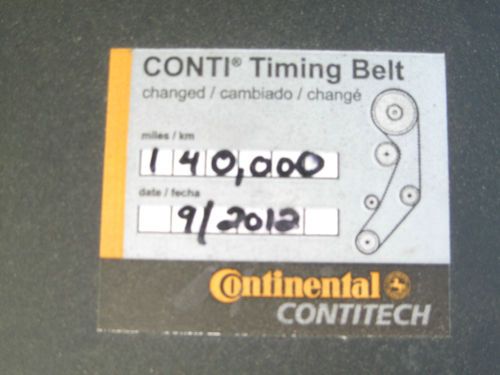 CONTI® Timing Belt
changed / cambiado / changé
miles / km
140,000
date / fecha
9/2012
Continental
CONTITECH